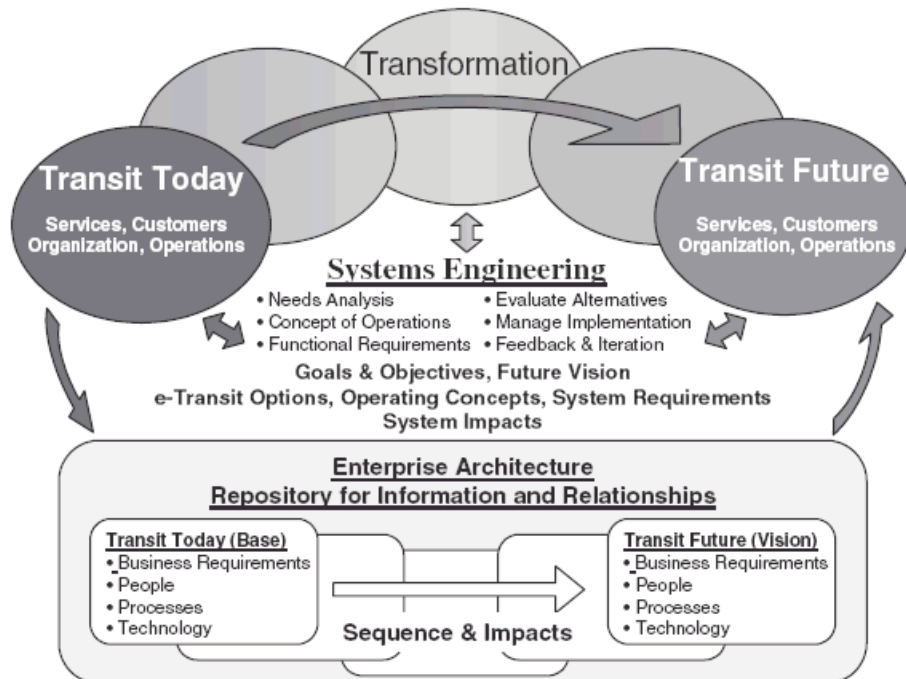 Transformation
Transit Today
Services, Customers
Organization, Operations
Transit Future
Services, Customers
Organization, Operations
Systems Engineering
• Needs Analysis
• Concept of Operations
• Functional Requirements
• Evaluate Alternatives
• Manage Implementation
• Feedback & Iteration
Goals & Objectives, Future Vision
e-Transit Options, Operating Concepts, System Requirements
System Impacts
Enterprise Architecture
Repository for Information and Relationships
Transit Today (Base)
• Business Requirements
• People
• Processes
• Technology
Sequence & Impacts
Transit Future (Vision)
• Business Requirements
• People
• Processes
• Technology